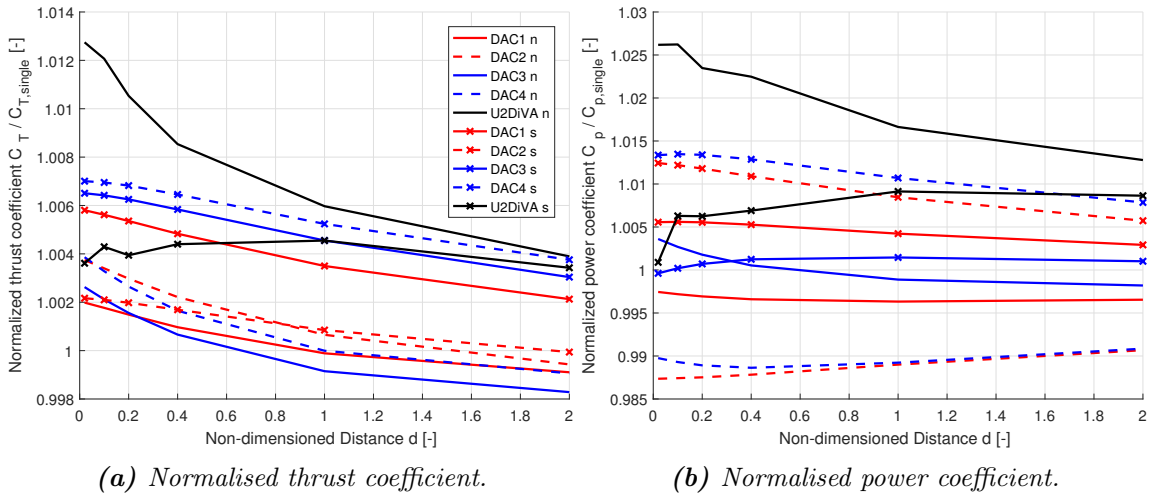 1.014
1.012
1.01
1.008
1.006
1.004
1.002
1
0.998
Normalized thrust coefficient C_T / C_T,single [-]
0 0.2 0.4 0.6 0.8 1 1.2 1.4 1.6 1.8 2
Non-dimensioned Distance d [-]
DAC1 n
DAC2 n
DAC3 n
DAC4 n
U2DiVA n
DAC1 s
DAC2 s
DAC3 s
DAC4 s
U2DiVA s
(a) Normalised thrust coefficient.
1.03
1.025
1.02
1.015
1.01
1.005
1
0.995
0.99
0.985
Normalized power coefficient C_p / C_p,single [-]
0 0.2 0.4 0.6 0.8 1 1.2 1.4 1.6 1.8 2
Non-dimensioned Distance d [-]
(b) Normalised power coefficient.